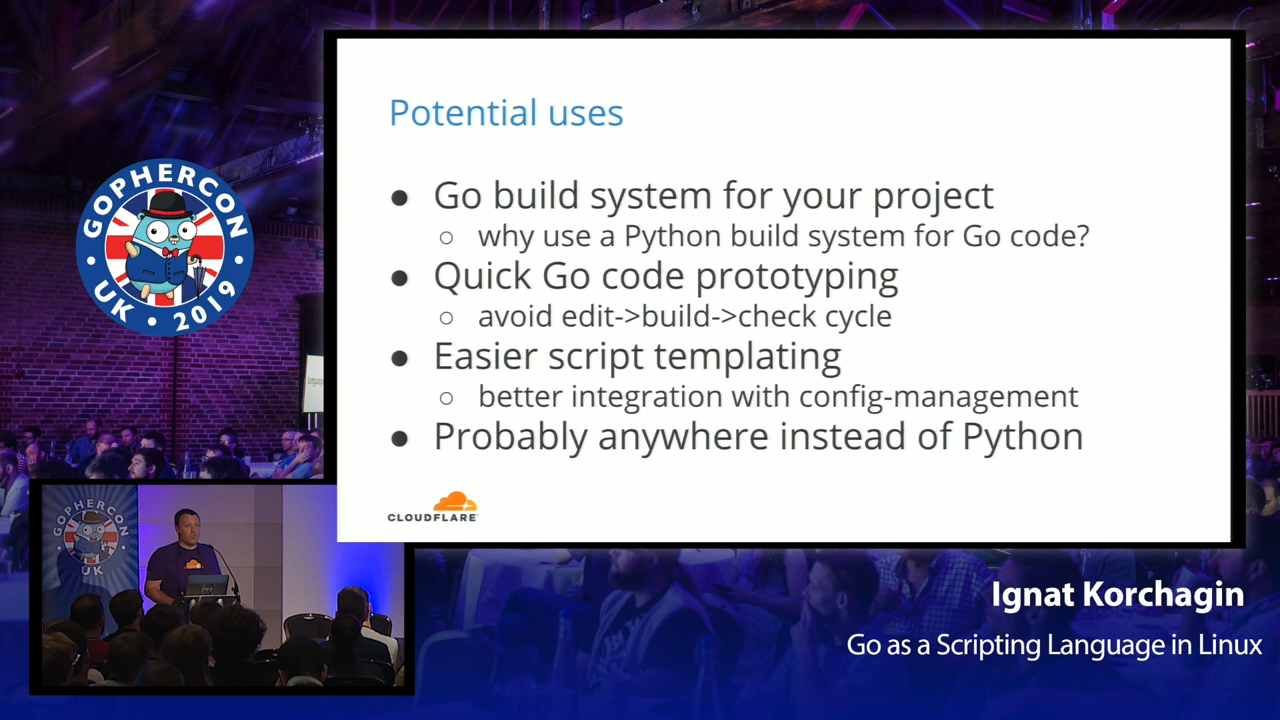 Potential uses
● Go build system for your project
○ why use a Python build system for Go code?
● Quick Go code prototyping
○ avoid edit->build->check cycle
● Easier script templating
○ better integration with config-management
● Probably anywhere instead of Python
CLOUDFLARE
GOPHERCON
• UK • 2019 •
GOPHERCON
UK
Ignat Korchagin
Go as a Scripting Language in Linux